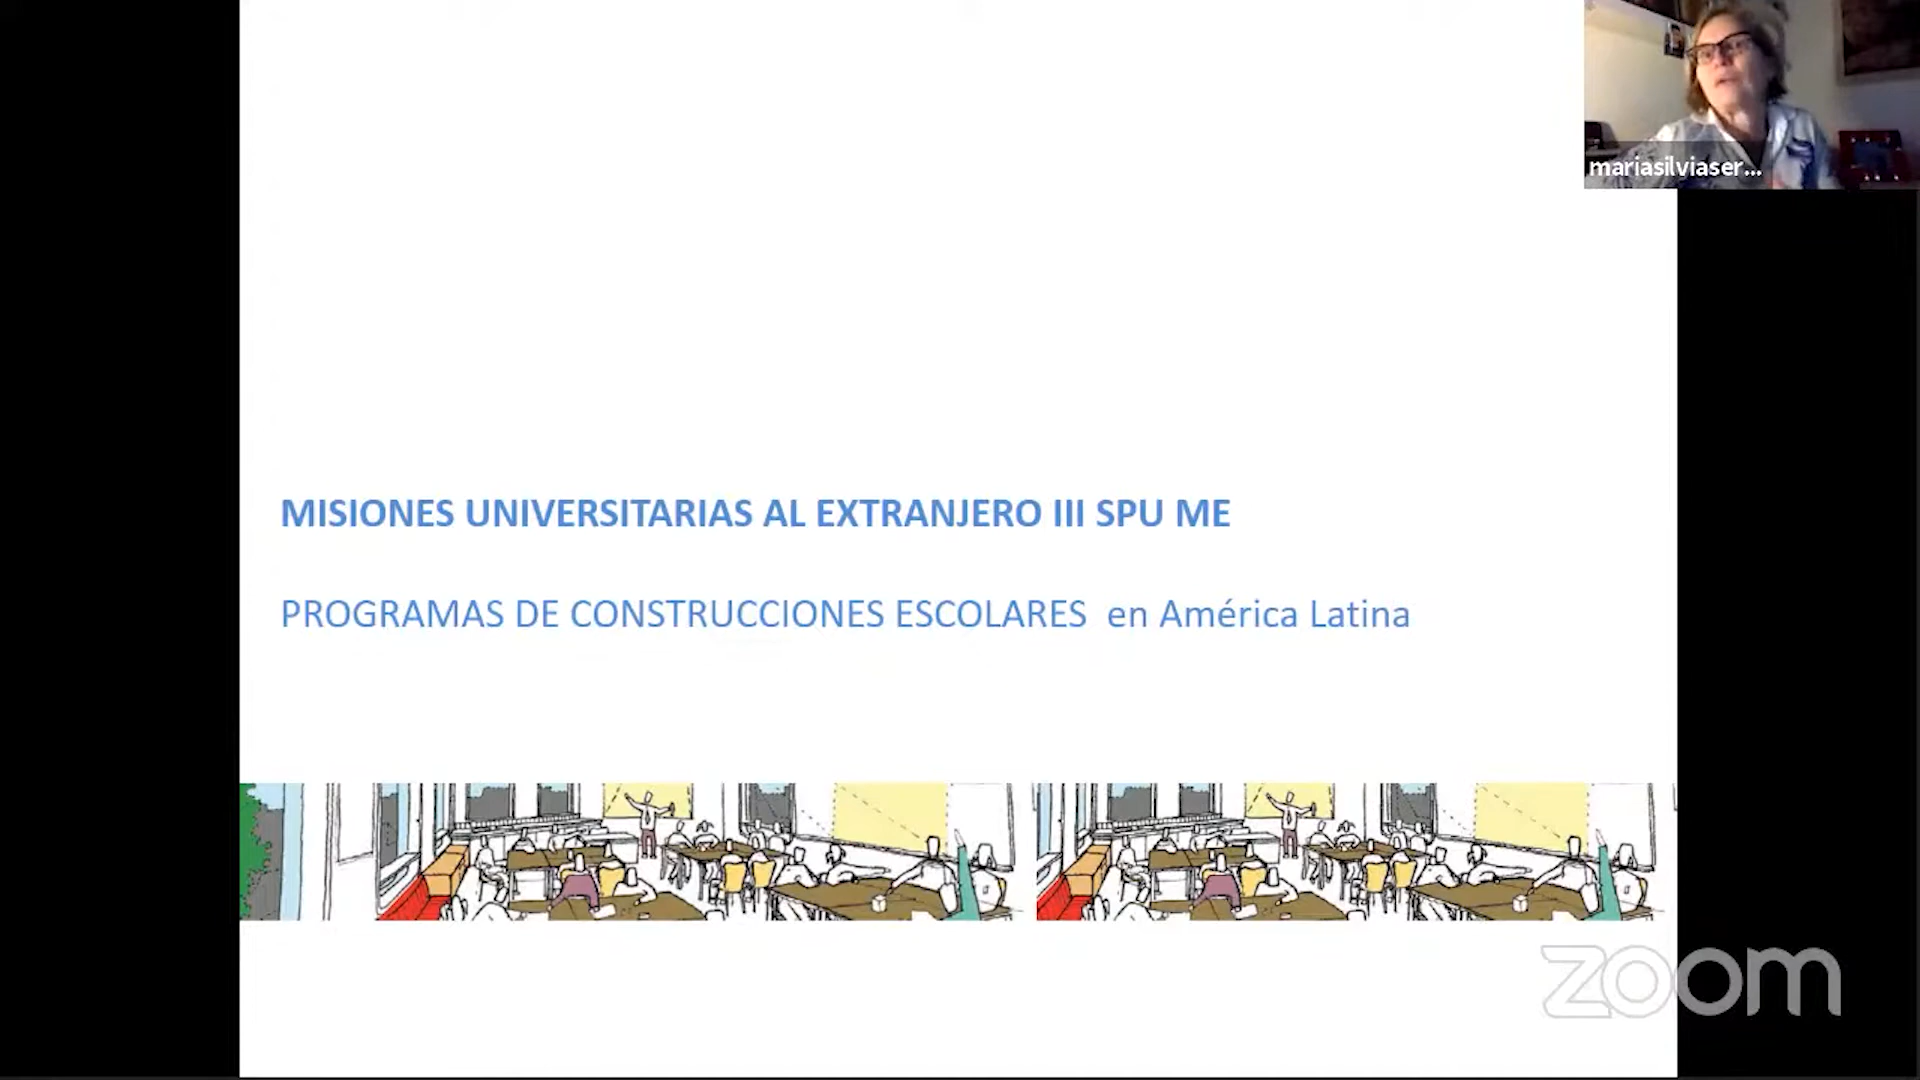 mariasilviaser...
MISIONES UNIVERSITARIAS AL EXTRANJERO III SPU ME
PROGRAMAS DE CONSTRUCCIONES ESCOLARES en América Latina
zoom